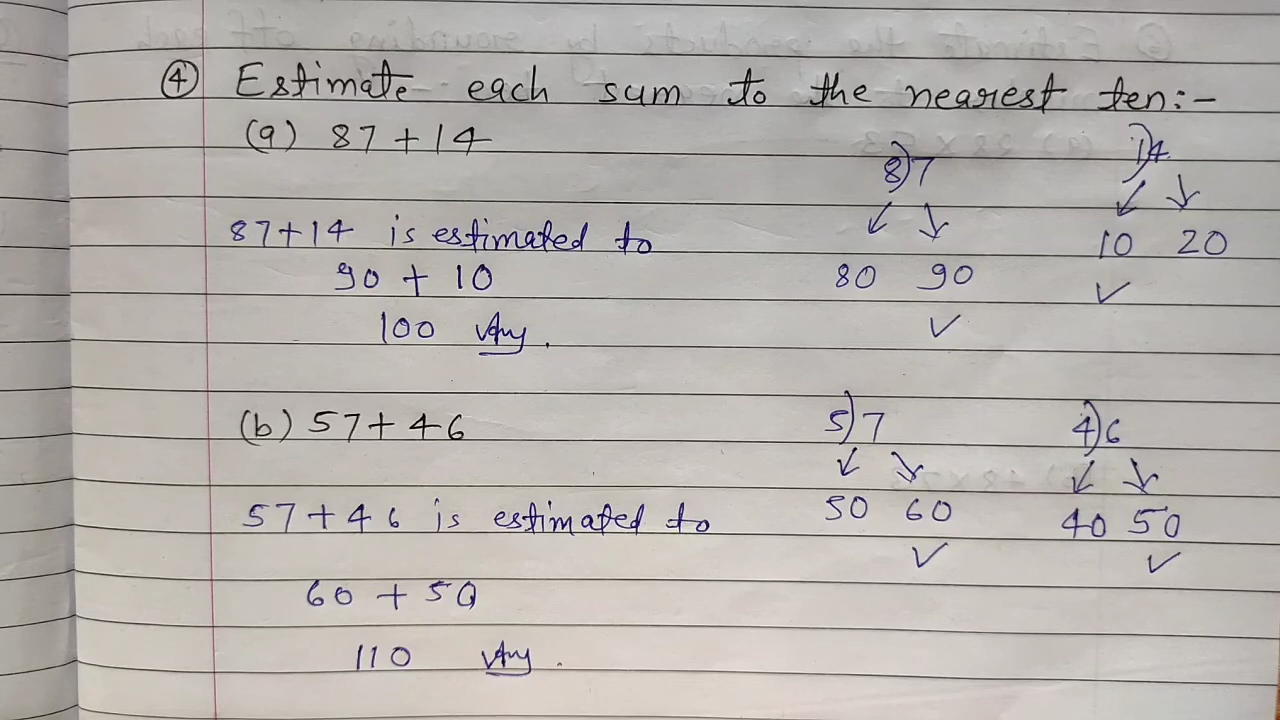 ④ Estimate each sum to the nearest ten:-
(a) 87+14
8)7
1)4
↙ ↘
↙ ↘
87+14 is estimated to
80 90
10 20
✓
90 + 10
✓
100 Ans.
(b) 57+46
5)7
4)6
↙ ↘
↙ ↘
57+46 is estimated to
50 60
40 50
✓
✓
60 + 50
110 Ans.